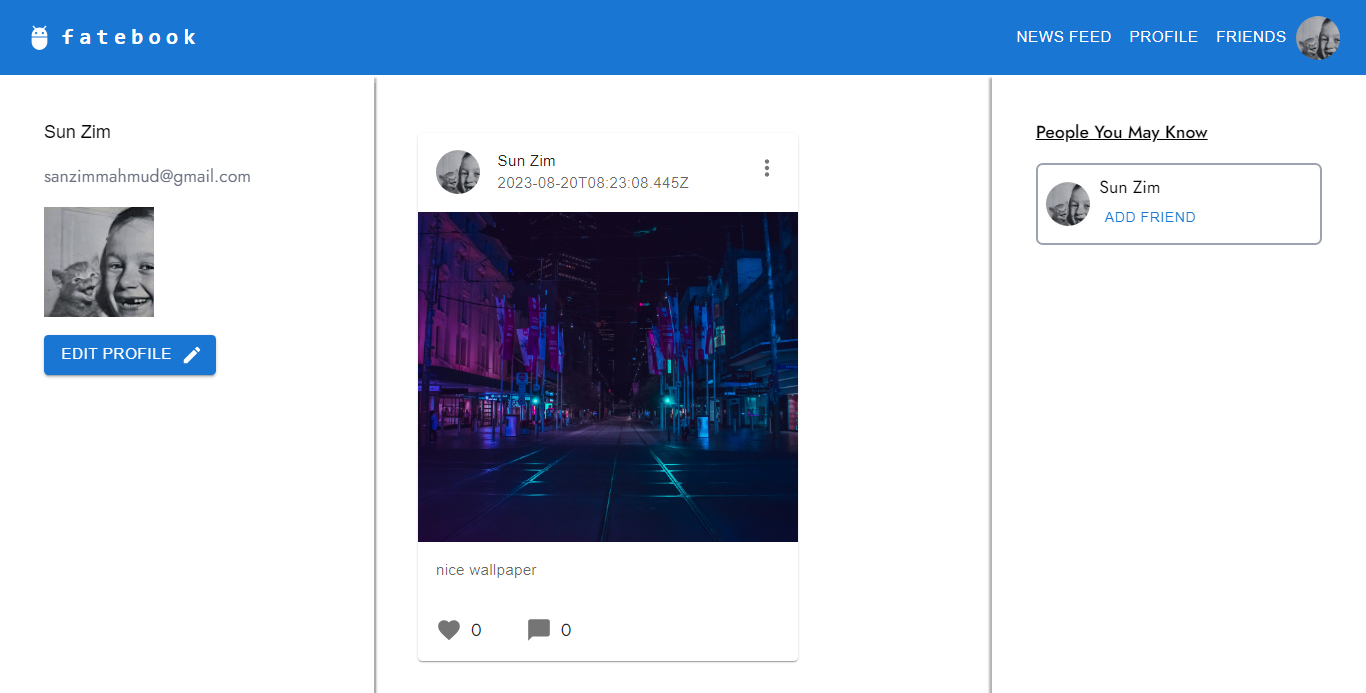 fatebook
NEWS FEED PROFILE FRIENDS
Sun Zim
sanzimmahmud@gmail.com
EDIT PROFILE
Sun Zim
2023-08-20T08:23:08.445Z
nice wallpaper
0 0
People You May Know
Sun Zim
ADD FRIEND